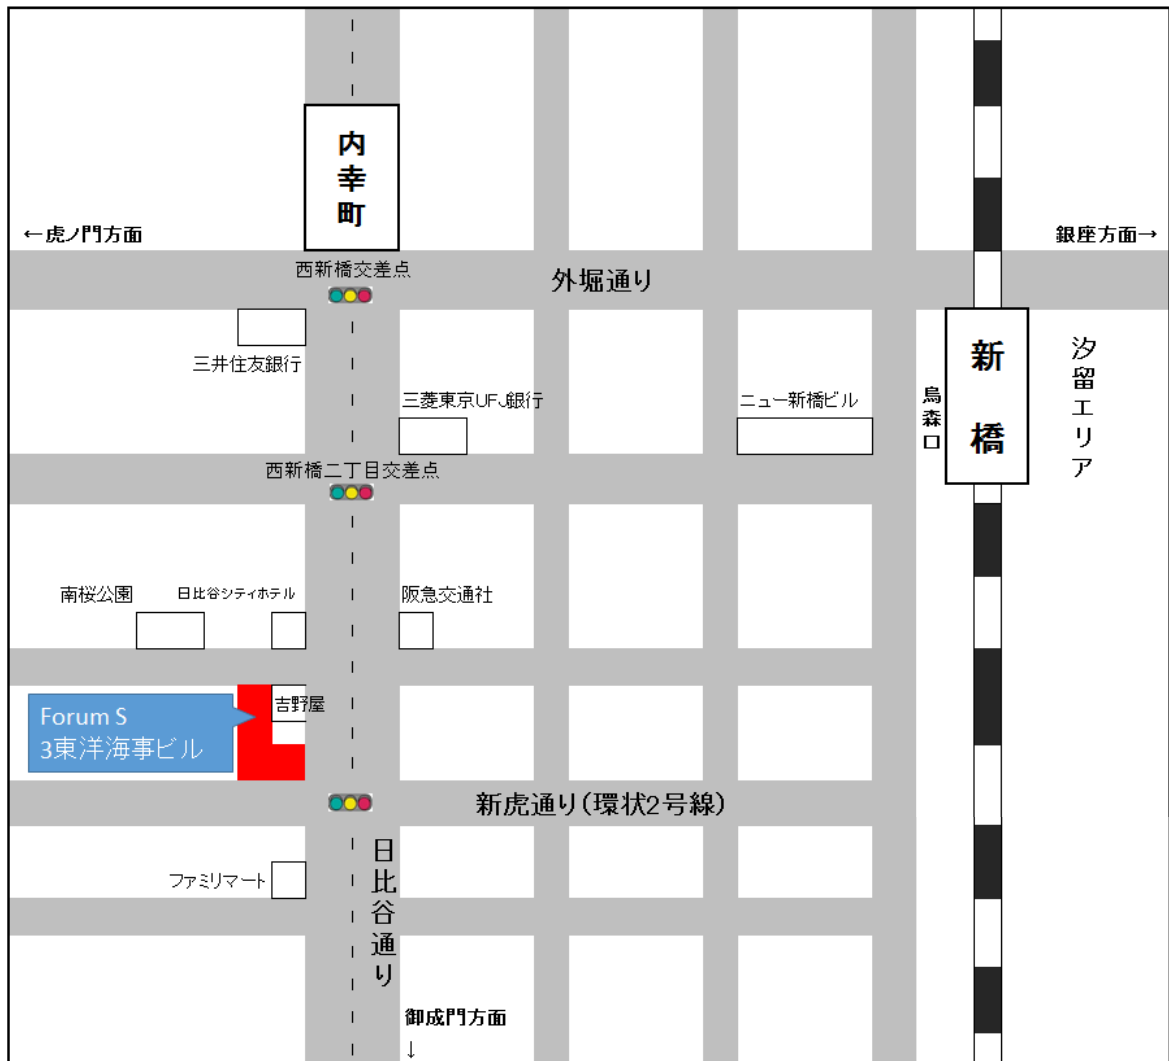 内幸町
←虎ノ門方面
銀座方面→
西新橋交差点
外堀通り
三井住友銀行
新橋
汐留エリア
烏森口
三菱東京UFJ銀行
ニュー新橋ビル
西新橋二丁目交差点
南桜公園
日比谷シティホテル
阪急交通社
吉野屋
Forum S
3東洋海事ビル
新虎通り(環状2号線)
日比谷通り
ファミリマート
御成門方面
↓